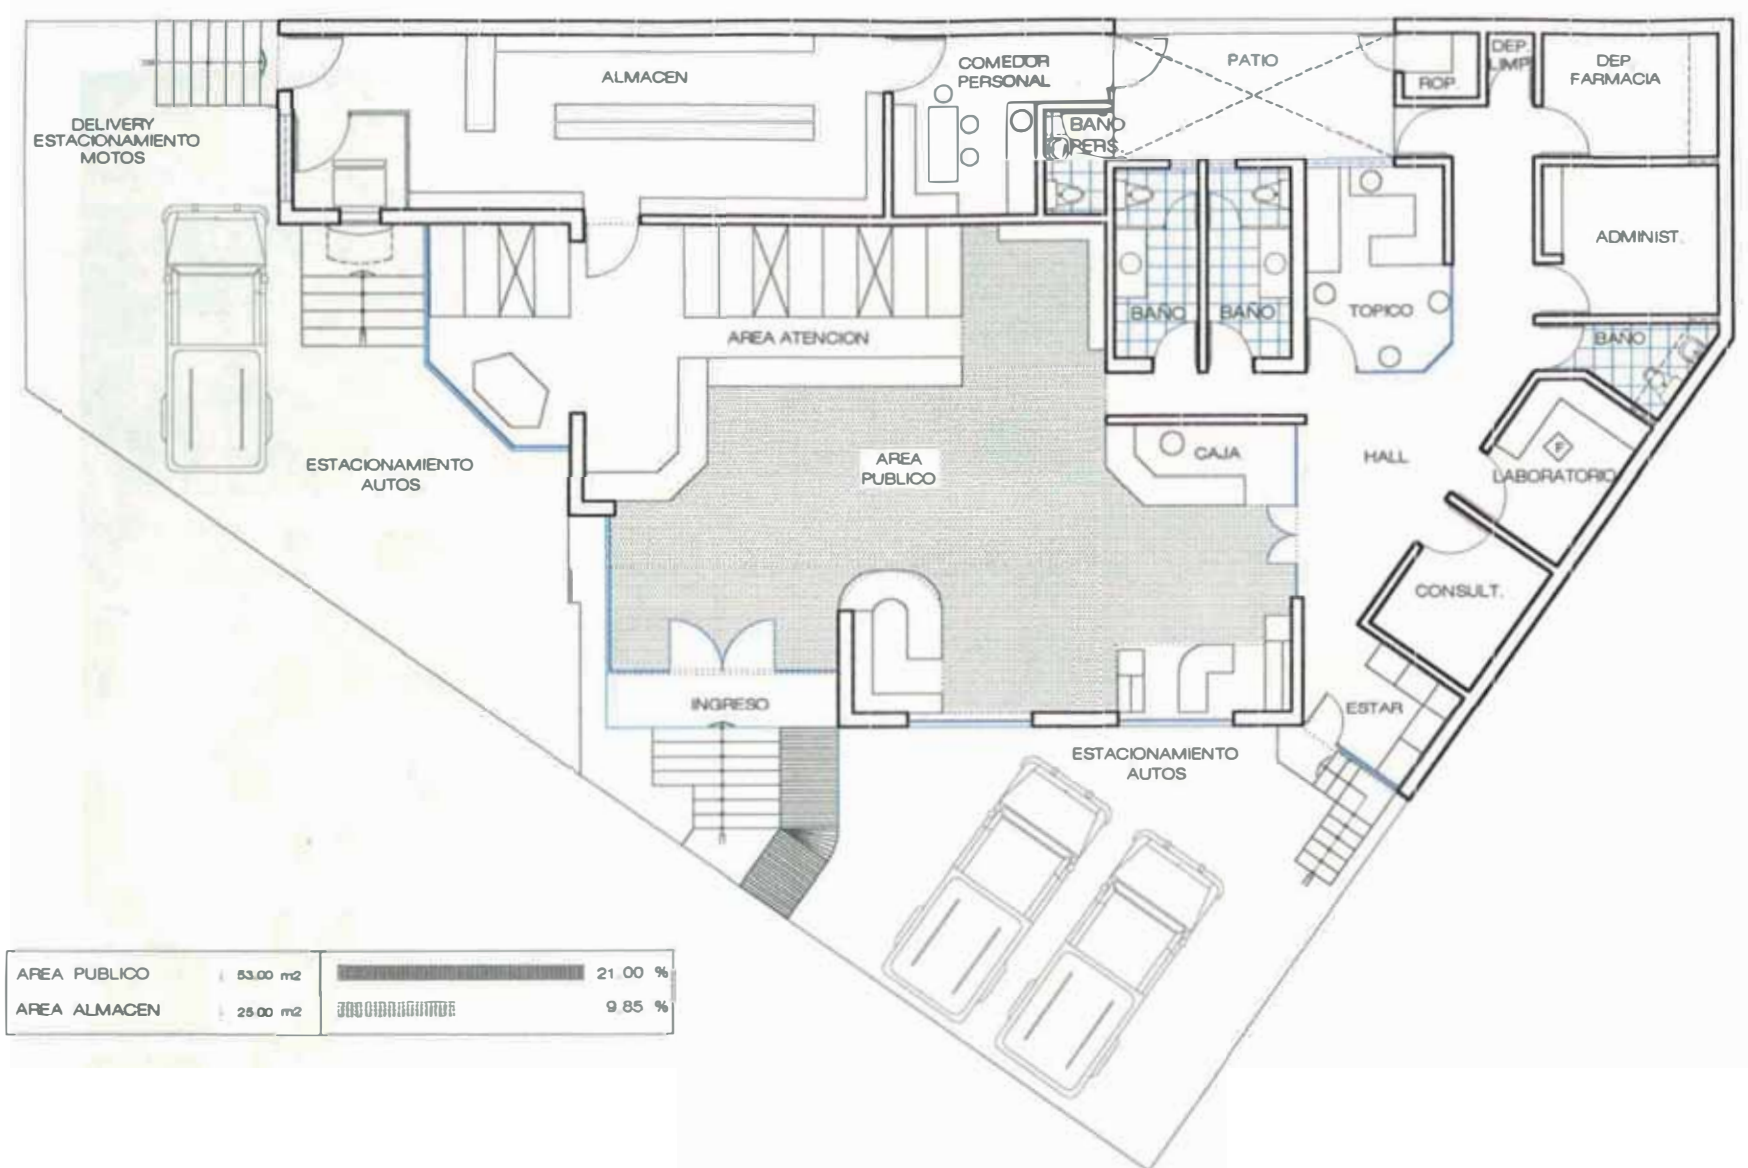 DELIVERY
ESTACIONAMIENTO
MOTOS
ALMACEN
COMEDOR
PERSONAL
BAÑO
PERS.
PATIO
ROP.
DEP.
LIMP.
DEP.
FARMACIA
ADMINIST.
BAÑO
BAÑO
TOPICO
BAÑO
AREA ATENCION
ESTACIONAMIENTO
AUTOS
AREA
PUBLICO
CAJA
HALL
F
LABORATORIO
CONSULT.
INGRESO
ESTAR
ESTACIONAMIENTO
AUTOS
AREA PUBLICO 53.00 m2 21.00 %
AREA ALMACEN 25.00 m2 9.85 %